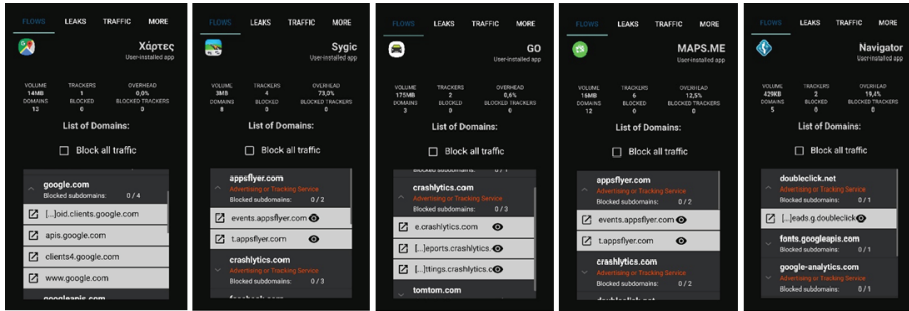 FLOWS LEAKS TRAFFIC MORE
Χάρτες
User-installed app
VOLUME TRACKERS OVERHEAD
14MB 1 0,0%
DOMAINS BLOCKED BLOCKED TRACKERS
12 0 0
List of Domains:
Block all traffic
google.com
Blocked subdomains: 0 / 4
[...]oid.clients.google.com
apis.google.com
clients4.google.com
www.google.com
googleapis.com
FLOWS LEAKS TRAFFIC MORE
Sygic
User-installed app
VOLUME TRACKERS OVERHEAD
3MB 4 73,0%
DOMAINS BLOCKED BLOCKED TRACKERS
8 0 0
List of Domains:
Block all traffic
appsflyer.com
Advertising or Tracking Service
Blocked subdomains: 0 / 2
events.appsflyer.com
t.appsflyer.com
crashlytics.com
Advertising or Tracking Service
Blocked subdomains: 0 / 3
facebook.com
FLOWS LEAKS TRAFFIC MORE
GO
User-installed app
VOLUME TRACKERS OVERHEAD
175MB 2 0,6%
DOMAINS BLOCKED BLOCKED TRACKERS
3 0 0
List of Domains:
Block all traffic
Blocked subdomains: 0 / 1
crashlytics.com
Advertising or Tracking Service
Blocked subdomains: 0 / 3
e.crashlytics.com
[...]eports.crashlytics.
[...]ttings.crashlytics.c
tomtom.com
FLOWS LEAKS TRAFFIC MORE
MAPS.ME
User-installed app
VOLUME TRACKERS OVERHEAD
16MB 6 12,5%
DOMAINS BLOCKED BLOCKED TRACKERS
12 0 0
List of Domains:
Block all traffic
appsflyer.com
Advertising or Tracking Service
Blocked subdomains: 0 / 2
events.appsflyer.com
t.appsflyer.com
crashlytics.com
Advertising or Tracking Service
Blocked subdomains: 0 / 2
doubleclick.net
FLOWS LEAKS TRAFFIC MORE
Navigator
User-installed app
VOLUME TRACKERS OVERHEAD
429KB 2 19,4%
DOMAINS BLOCKED BLOCKED TRACKERS
5 0 0
List of Domains:
Block all traffic
doubleclick.net
Advertising or Tracking Service
Blocked subdomains: 0 / 1
[...]eads.g.doubleclick
fonts.googleapis.com
Blocked subdomains: 0 / 1
google-analytics.com
Advertising or Tracking Service
Blocked subdomains: 0 / 1